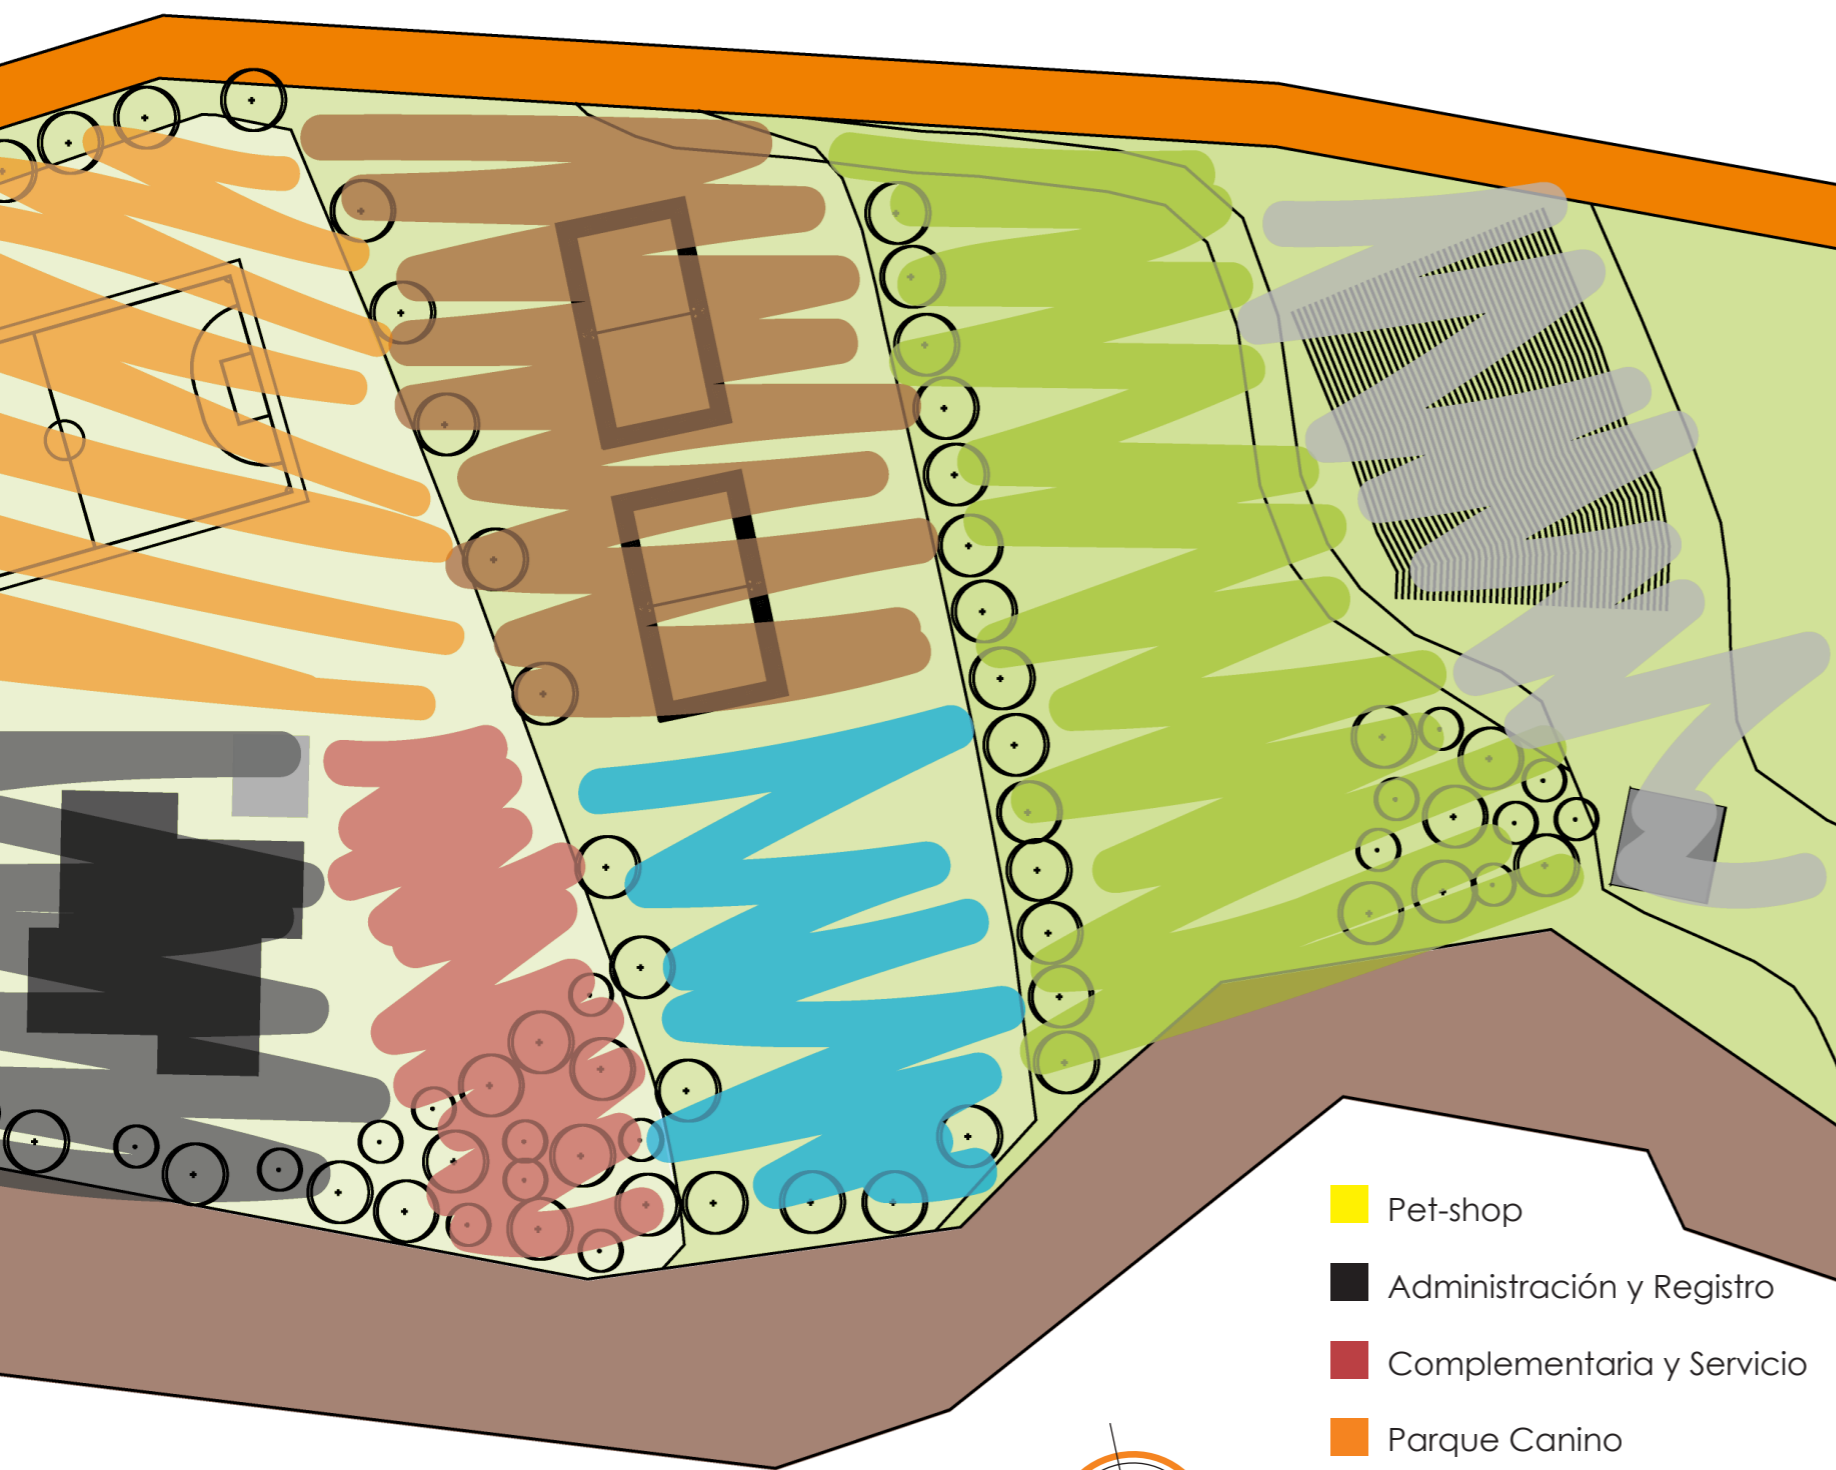 Pet-shop
Administración y Registro
Complementaria y Servicio
Parque Canino